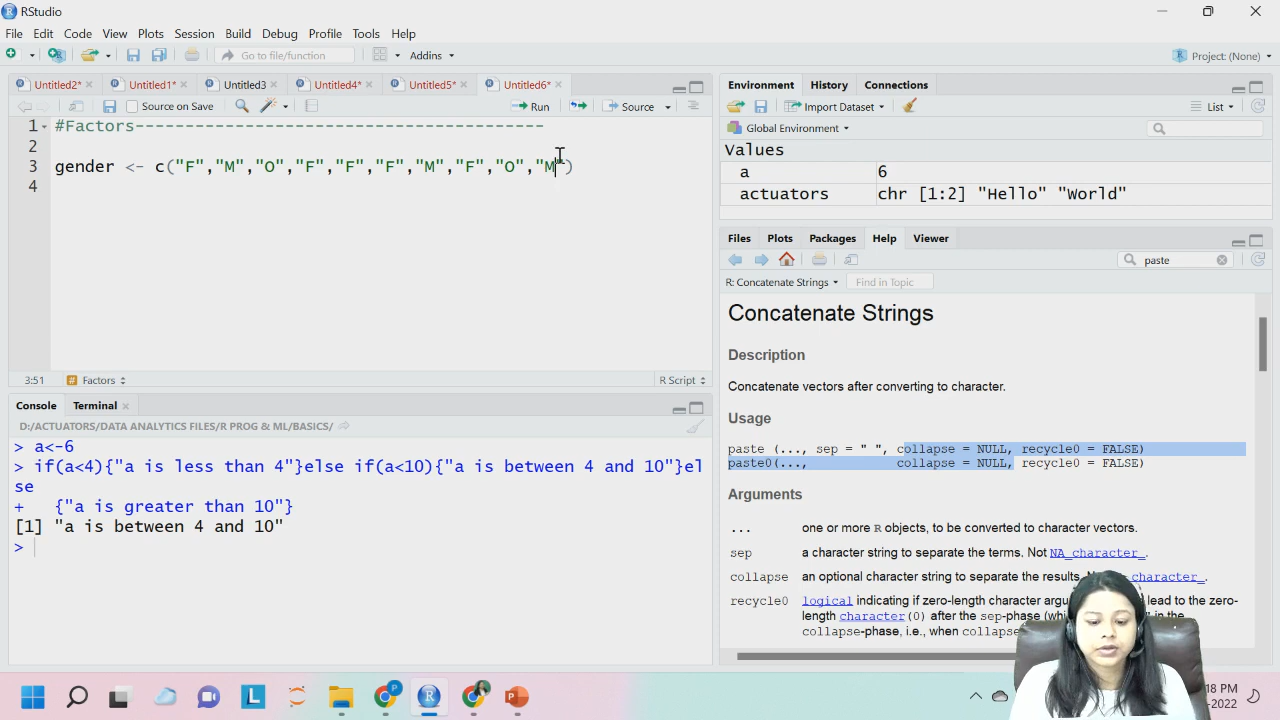 RStudio
File Edit Code View Plots Session Build Debug Profile Tools Help
Go to file/function Addins Project: (None)
Untitled2* Untitled1* Untitled3 Untitled4* Untitled5* Untitled6*
Source on Save Run Source
1 #Factors-----------------------------------------
2
3 gender <- c("F","M","O","F","F","F","M","F","O","M")
4
3:51 # Factors R Script
Console Terminal
D:/ACTUATORS/DATA ANALYTICS FILES/R PROG & ML/BASICS/
> a<-6
> if(a<4){"a is less than 4"}else if(a<10){"a is between 4 and 10"}el
se
+ {"a is greater than 10"}
[1] "a is between 4 and 10"
>
Environment History Connections
Import Dataset List
Global Environment
Values
a 6
actuators chr [1:2] "Hello" "World"
Files Plots Packages Help Viewer
paste
R: Concatenate Strings Find in Topic
Concatenate Strings
Description
Concatenate vectors after converting to character.
Usage
paste (..., sep = " ", collapse = NULL, recycle0 = FALSE)
paste0(..., collapse = NULL, recycle0 = FALSE)
Arguments
... one or more R objects, to be converted to character vectors.
sep a character string to separate the terms. Not NA_character_.
collapse an optional character string to separate the results. character_.
recycle0 logical indicating if zero-length character lead to the zero-
length character(0) after the sep-phase in the
collapse-phase, i.e., when
L P
:18 PM
-2022